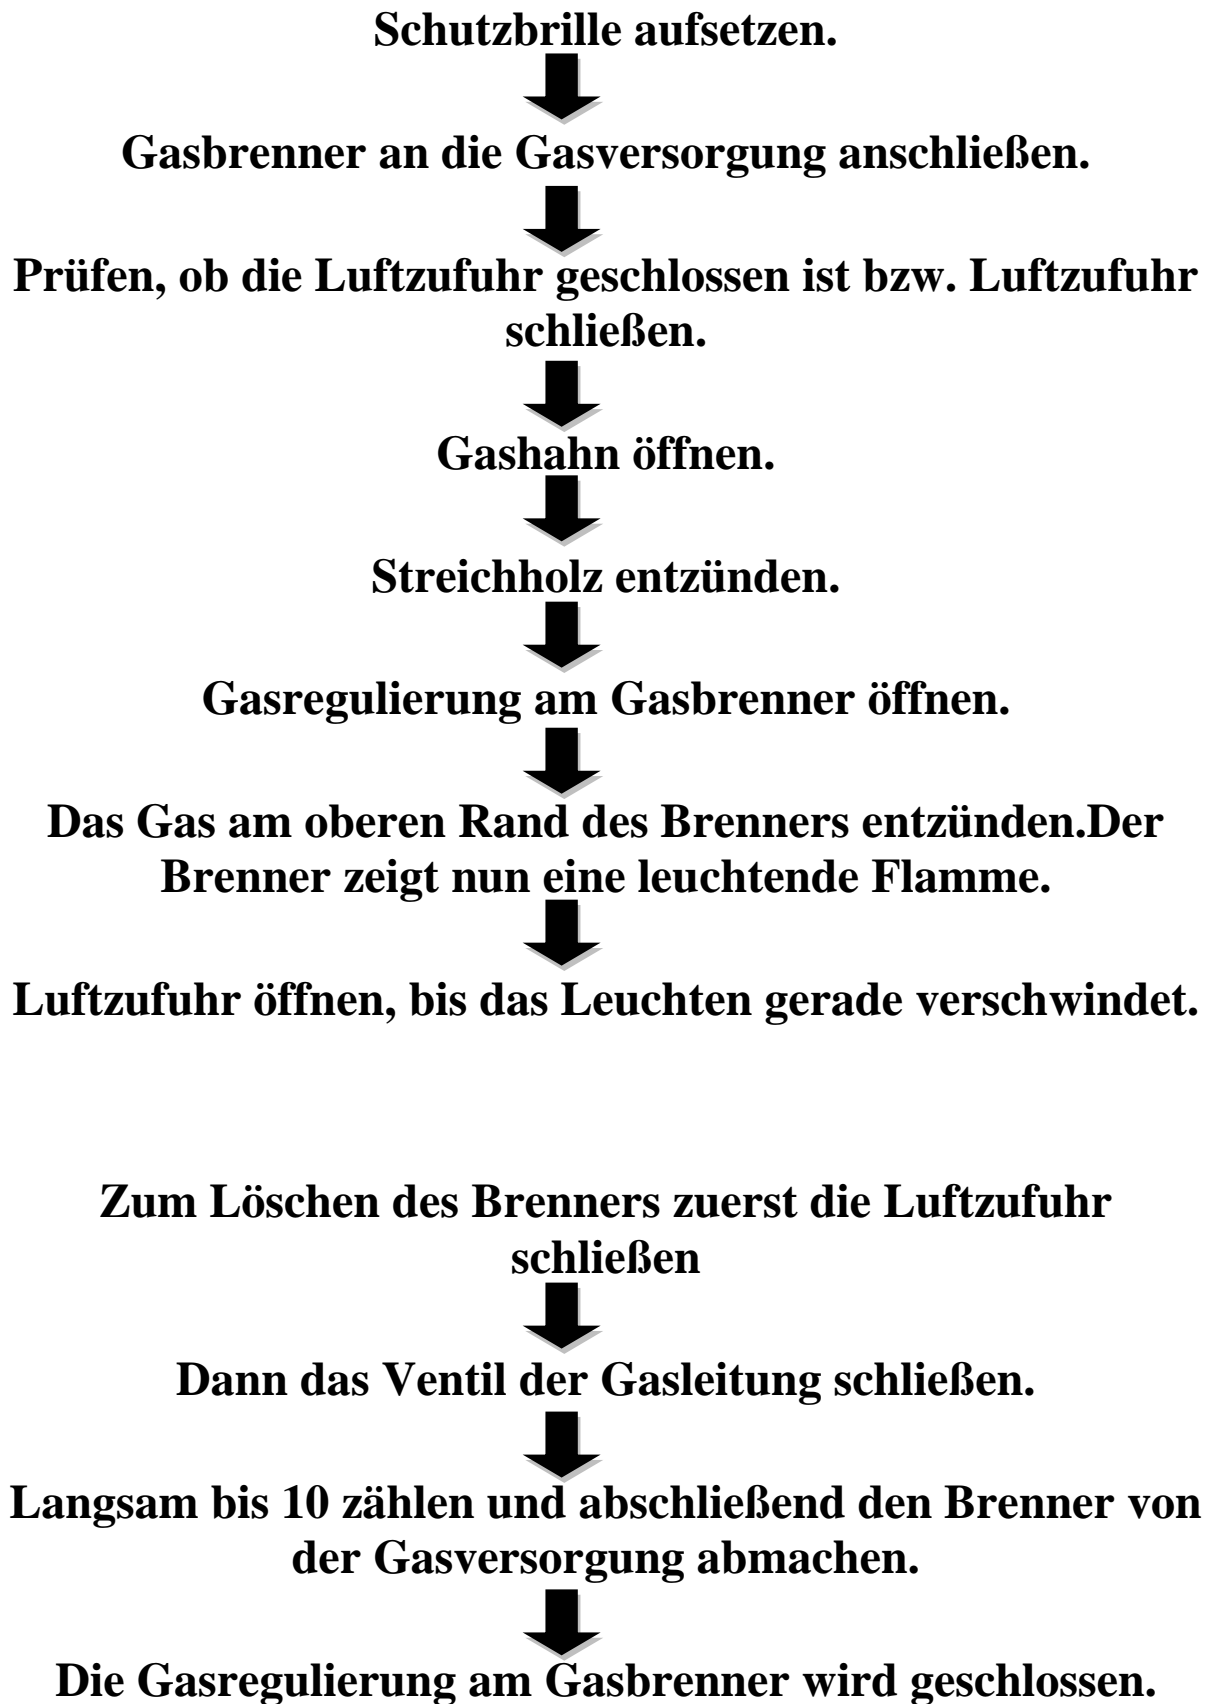 Schutzbrille aufsetzen.
Gasbrenner an die Gasversorgung anschließen.
Prüfen, ob die Luftzufuhr geschlossen ist bzw. Luftzufuhr
schließen.
Gashahn öffnen.
Streichholz entzünden.
Gasregulierung am Gasbrenner öffnen.
Das Gas am oberen Rand des Brenners entzünden.Der
Brenner zeigt nun eine leuchtende Flamme.
Luftzufuhr öffnen, bis das Leuchten gerade verschwindet.
Zum Löschen des Brenners zuerst die Luftzufuhr
schließen
Dann das Ventil der Gasleitung schließen.
Langsam bis 10 zählen und abschließend den Brenner von
der Gasversorgung abmachen.
Die Gasregulierung am Gasbrenner wird geschlossen.